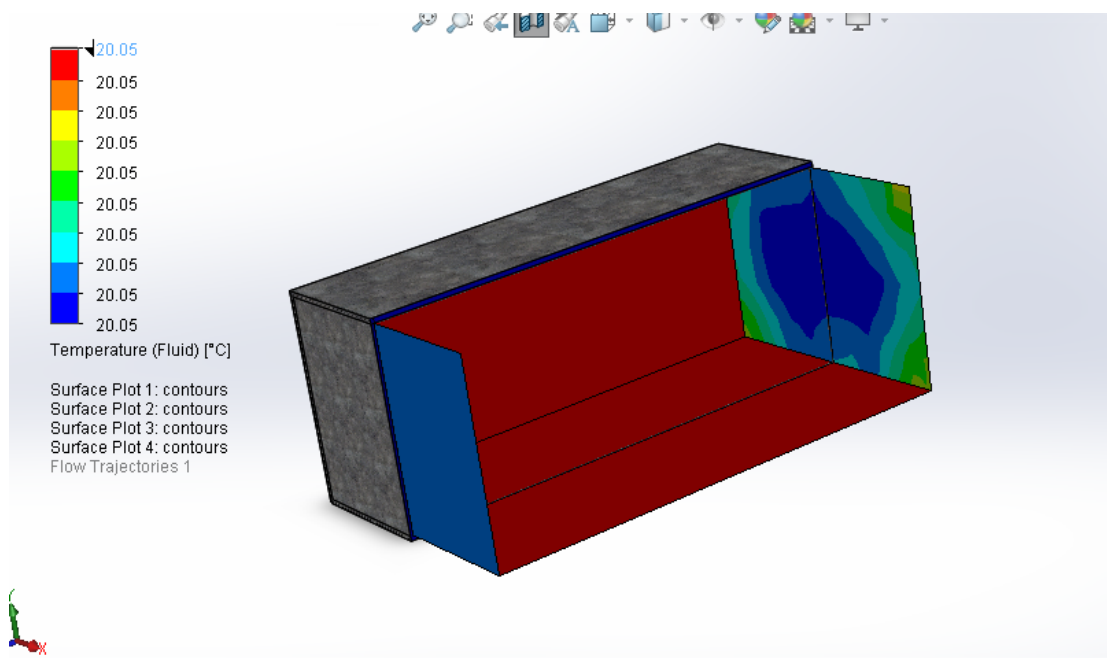 20.05
20.05
20.05
20.05
20.05
20.05
20.05
20.05
20.05
20.05
Temperature (Fluid) [°C]
Surface Plot 1: contours
Surface Plot 2: contours
Surface Plot 3: contours
Surface Plot 4: contours
Flow Trajectories 1
X